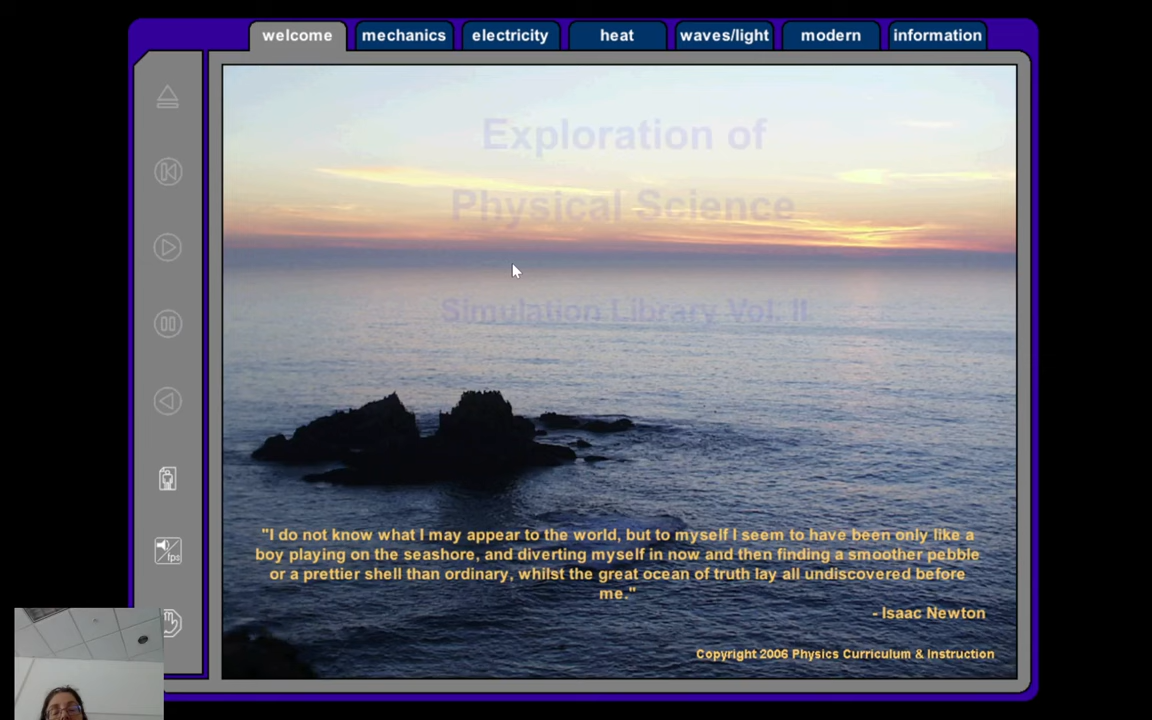 welcome mechanics electricity heat waves/light modern information
Exploration of
Physical Science
Simulation Library Vol. II
fps
"I do not know what I may appear to the world, but to myself I seem to have been only like a
boy playing on the seashore, and diverting myself in now and then finding a smoother pebble
or a prettier shell than ordinary, whilst the great ocean of truth lay all undiscovered before
me."
- Isaac Newton
Copyright 2006 Physics Curriculum & Instruction